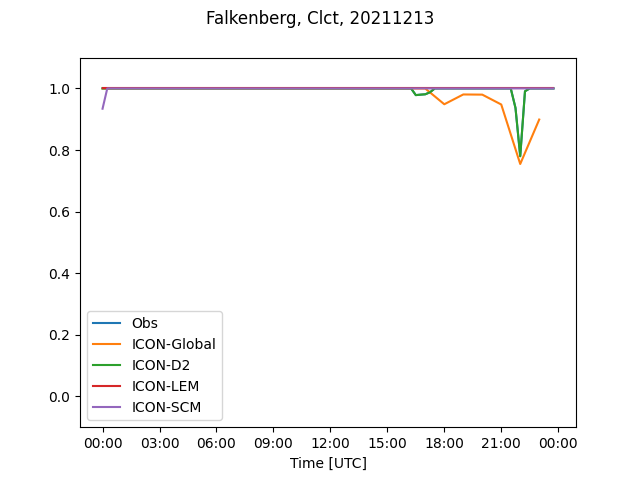 Falkenberg, Clct, 20211213
1.0
0.8
0.6
0.4
0.2
0.0
Obs
ICON-Global
ICON-D2
ICON-LEM
ICON-SCM
00:00 03:00 06:00 09:00 12:00 15:00 18:00 21:00 00:00
Time [UTC]